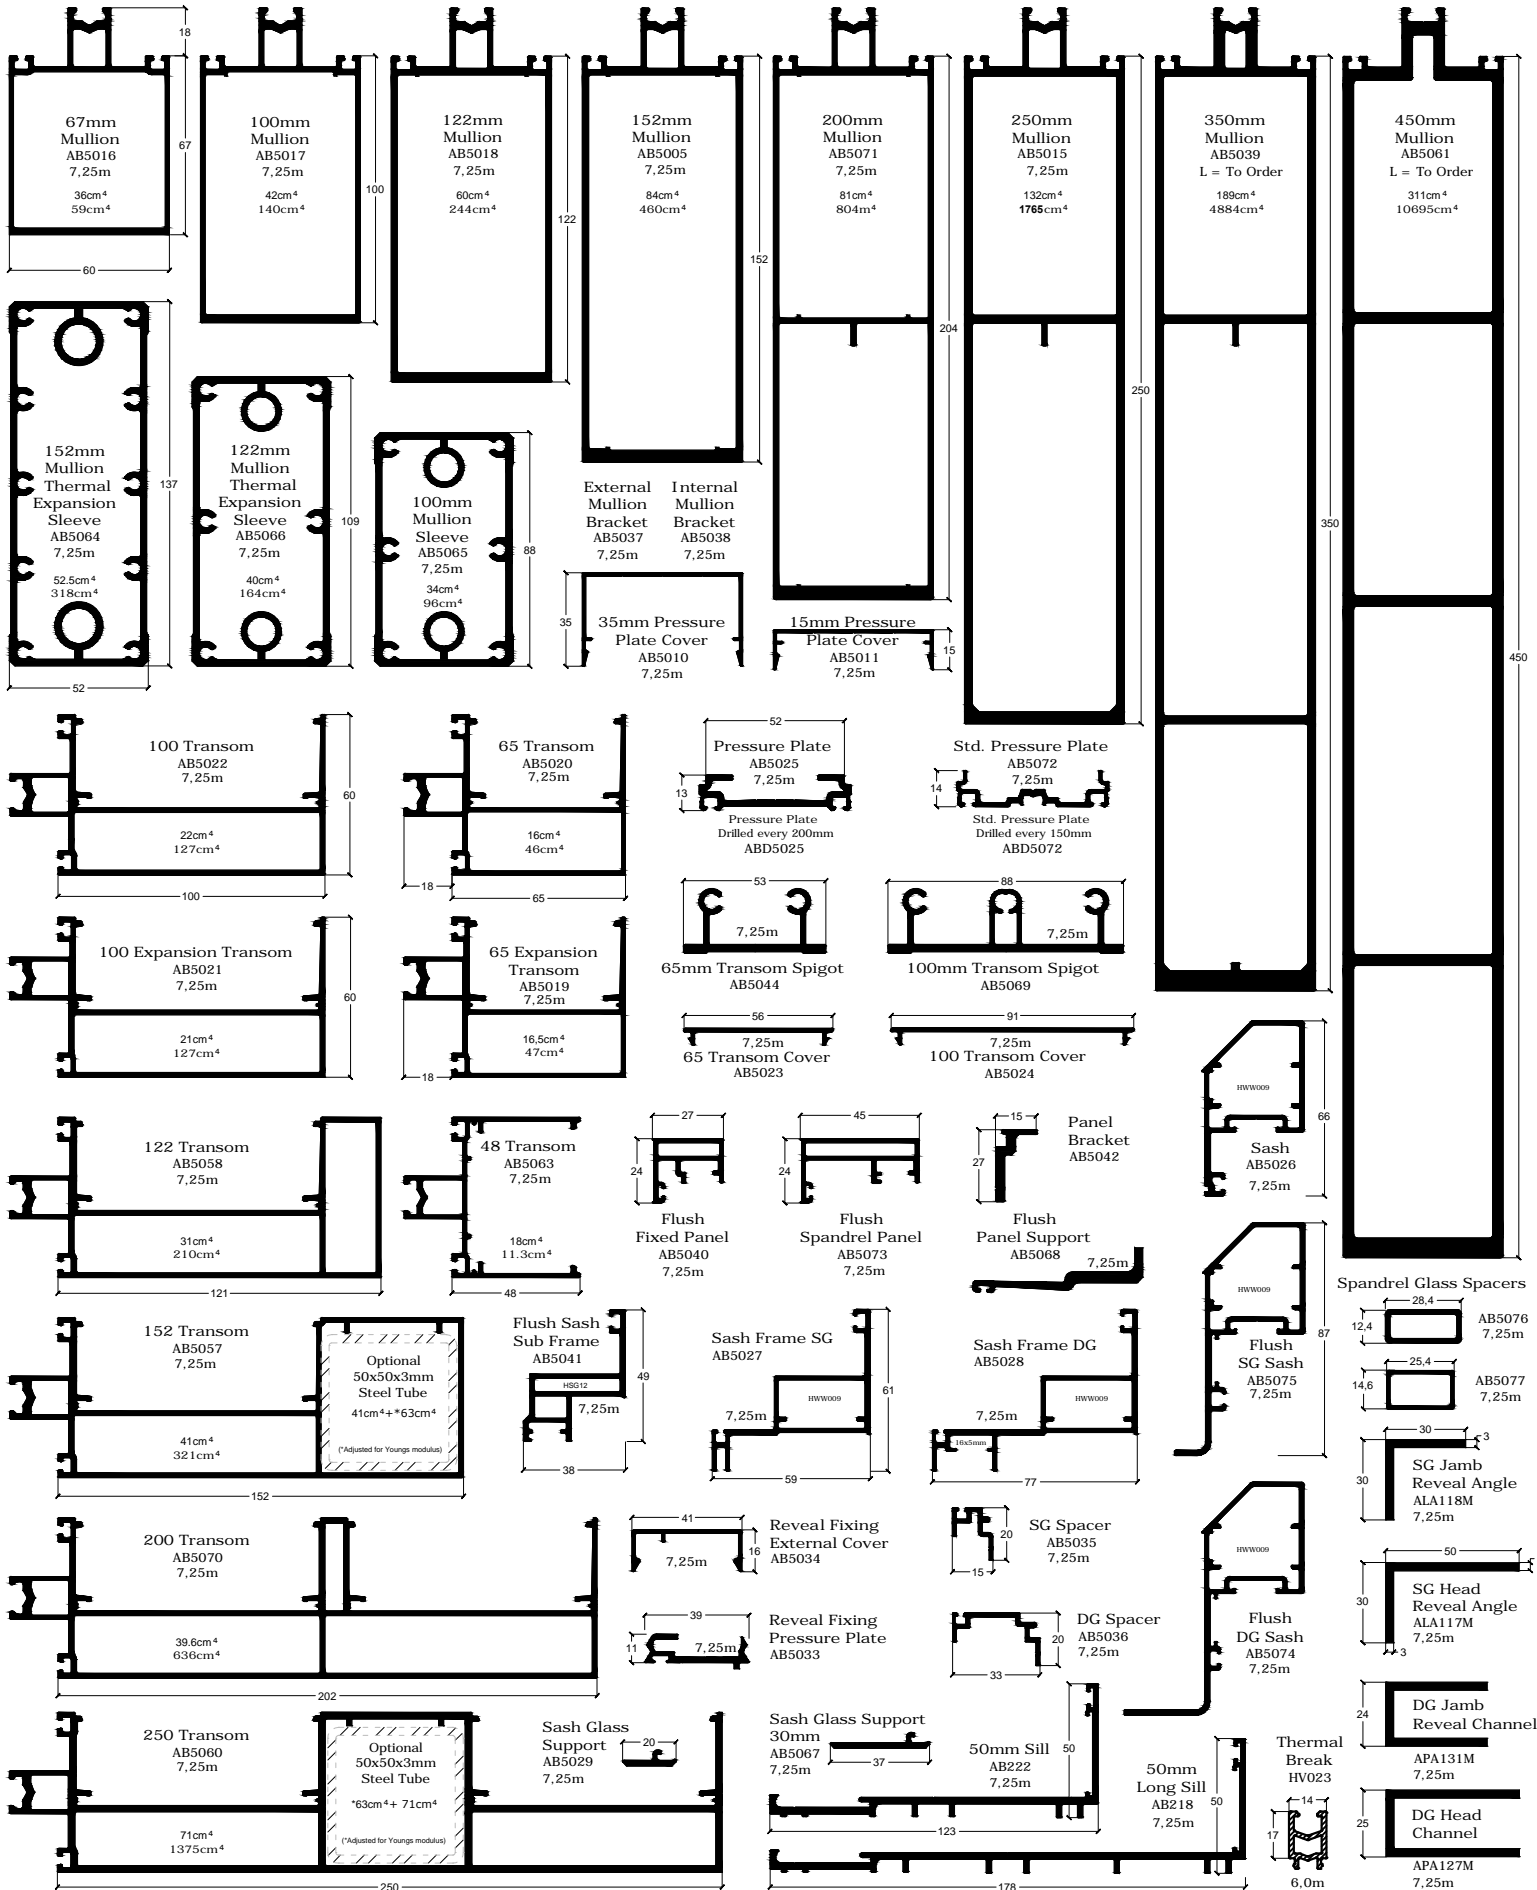 18
67mm
Mullion
AB5016
7,25m
36cm⁴
59cm⁴
67
60
100mm
Mullion
AB5017
7,25m
42cm⁴
140cm⁴
100
122mm
Mullion
AB5018
7,25m
60cm⁴
244cm⁴
122
152mm
Mullion
AB5005
7,25m
84cm⁴
460cm⁴
152
200mm
Mullion
AB5071
7,25m
81cm⁴
804m⁴
204
250mm
Mullion
AB5015
7,25m
132cm⁴
1765cm⁴
250
350mm
Mullion
AB5039
L = To Order
189cm⁴
4884cm⁴
350
450mm
Mullion
AB5061
L = To Order
311cm⁴
10695cm⁴
450
152mm
Mullion
Thermal
Expansion
Sleeve
AB5064
7,25m
52.5cm⁴
318cm⁴
137
52
122mm
Mullion
Thermal
Expansion
Sleeve
AB5066
7,25m
40cm⁴
164cm⁴
109
100mm
Mullion
Sleeve
AB5065
7,25m
34cm⁴
96cm⁴
88
External
Mullion
Bracket
AB5037
7,25m
Internal
Mullion
Bracket
AB5038
7,25m
35
35mm Pressure
Plate Cover
AB5010
7,25m
15mm Pressure
Plate Cover
AB5011
7,25m
15
100 Transom
AB5022
7,25m
22cm⁴
127cm⁴
60
100
65 Transom
AB5020
7,25m
16cm⁴
46cm⁴
18
65
52
Pressure Plate
AB5025
7,25m
13
Pressure Plate
Drilled every 200mm
ABD5025
Std. Pressure Plate
AB5072
7,25m
14
Std. Pressure Plate
Drilled every 150mm
ABD5072
53
7,25m
65mm Transom Spigot
AB5044
88
7,25m
100mm Transom Spigot
AB5069
100 Expansion Transom
AB5021
7,25m
21cm⁴
127cm⁴
60
65 Expansion
Transom
AB5019
7,25m
16,5cm⁴
47cm⁴
18
56
7,25m
65 Transom Cover
AB5023
91
7,25m
100 Transom Cover
AB5024
HWW009
66
Sash
AB5026
7,25m
122 Transom
AB5058
7,25m
31cm⁴
210cm⁴
121
48 Transom
AB5063
7,25m
18cm⁴
11.3cm⁴
48
27
24
Flush
Fixed Panel
AB5040
7,25m
45
24
Flush
Spandrel Panel
AB5073
7,25m
15
27
Panel
Bracket
AB5042
Flush
Panel Support
AB5068
7,25m
HWW009
87
Flush
SG Sash
AB5075
7,25m
Spandrel Glass Spacers
28,4
12,4
AB5076
7,25m
25,4
14,6
AB5077
7,25m
152 Transom
AB5057
7,25m
41cm⁴
321cm⁴
Optional
50x50x3mm
Steel Tube
41cm⁴+*63cm⁴
(*Adjusted for Youngs modulus)
152
Flush Sash
Sub Frame
AB5041
HSG12
7,25m
49
38
Sash Frame SG
AB5027
HWW009
7,25m
61
59
Sash Frame DG
AB5028
HWW009
7,25m
16x5mm
77
30
3
30
SG Jamb
Reveal Angle
ALA118M
7,25m
200 Transom
AB5070
7,25m
39.6cm⁴
636cm⁴
202
41
7,25m
16
Reveal Fixing
External Cover
AB5034
39
11
7,25m
Reveal Fixing
Pressure Plate
AB5033
20
15
SG Spacer
AB5035
7,25m
DG Spacer
AB5036
7,25m
20
33
HWW009
Flush
DG Sash
AB5074
7,25m
50
30
SG Head
Reveal Angle
ALA117M
7,25m
3
250 Transom
AB5060
7,25m
71cm⁴
1375cm⁴
Optional
50x50x3mm
Steel Tube
*63cm⁴+ 71cm⁴
(*Adjusted for Youngs modulus)
250
Sash Glass
Support
AB5029
7,25m
20
Sash Glass Support
30mm
AB5067
7,25m
37
50mm Sill
AB222
7,25m
50
123
50mm
Long Sill
AB218
7,25m
50
178
Thermal
Break
HV023
14
17
6,0m
24
DG Jamb
Reveal Channel
APA131M
7,25m
25
DG Head
Channel
APA127M
7,25m